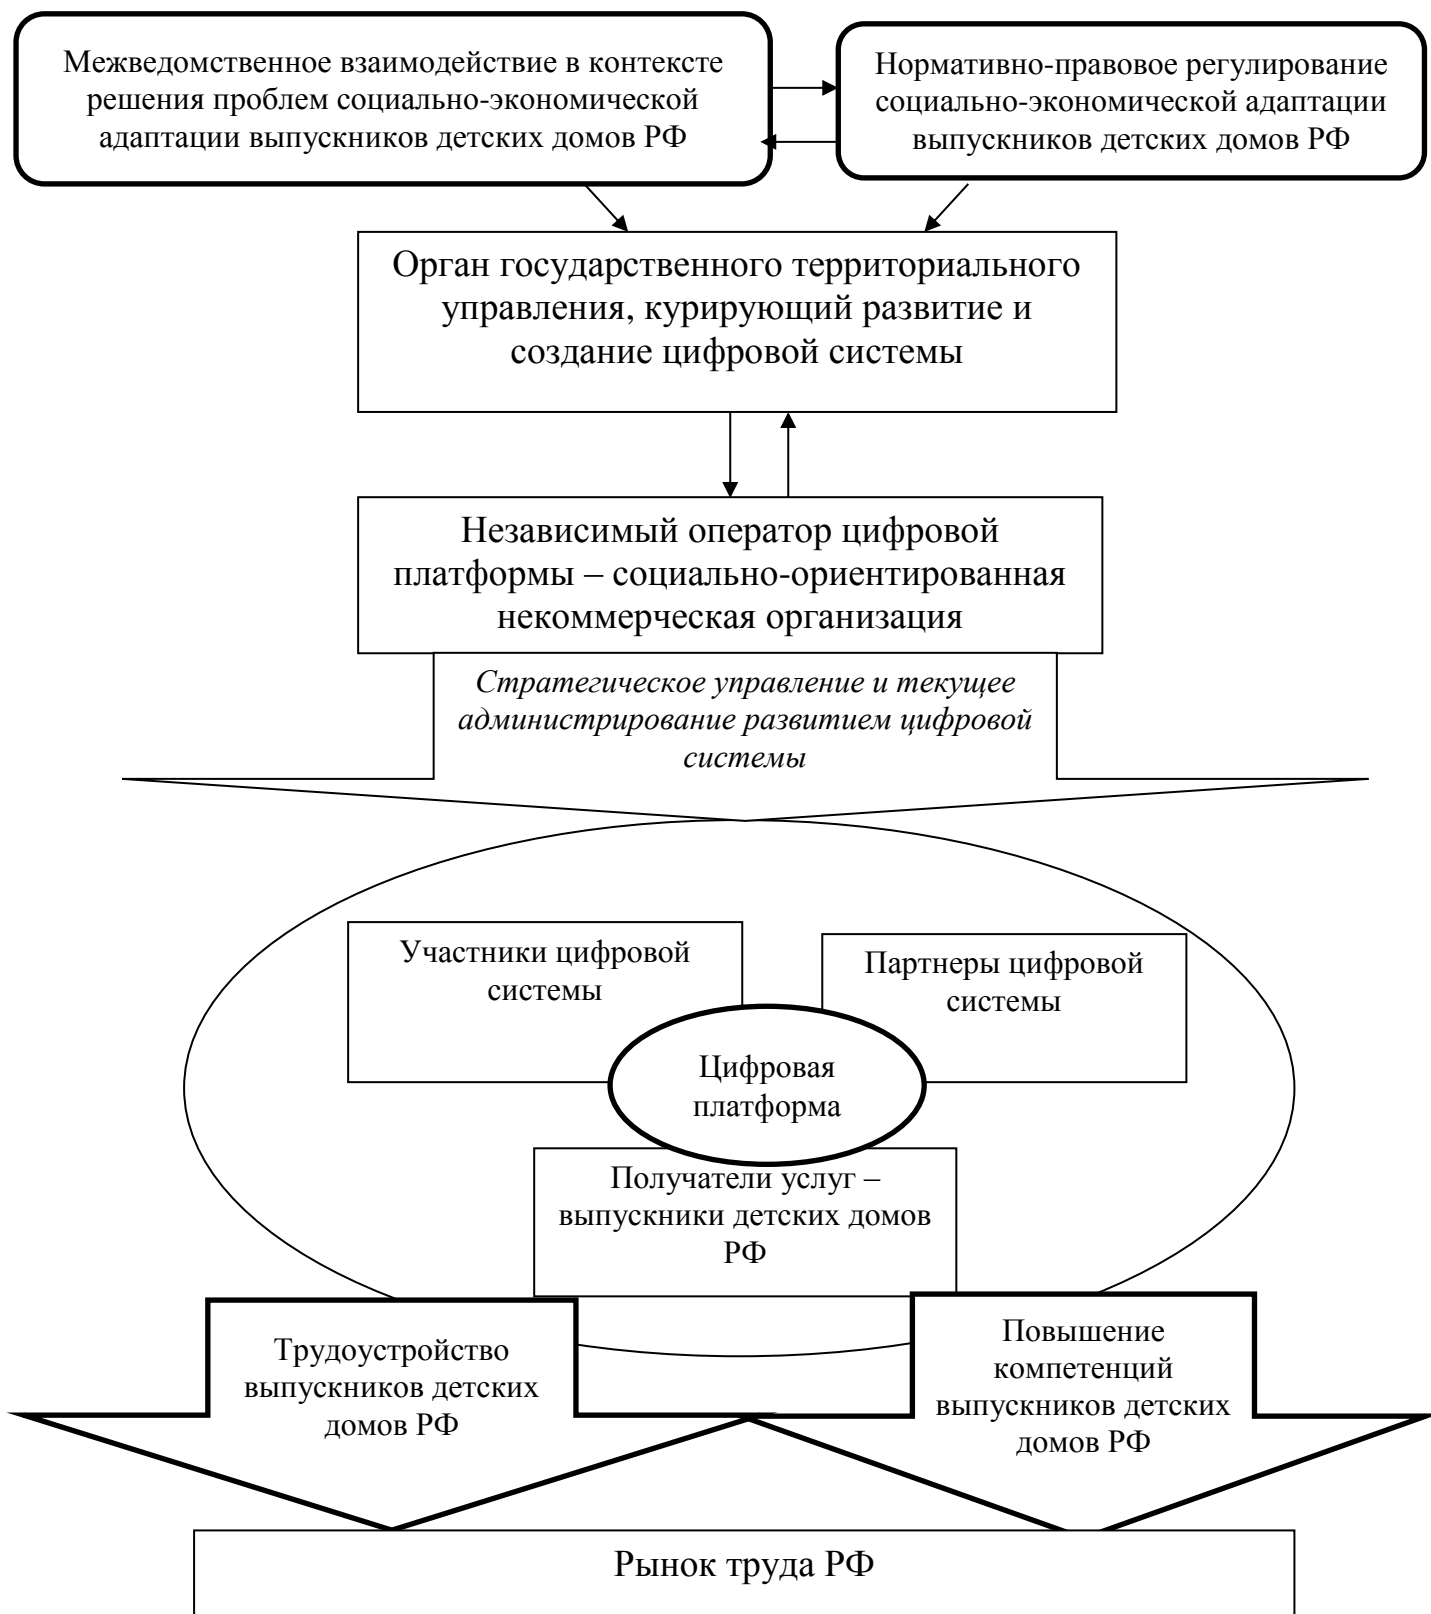 Межведомственное взаимодействие в контексте
решения проблем социально-экономической
адаптации выпускников детских домов РФ
Нормативно-правовое регулирование
социально-экономической адаптации
выпускников детских домов РФ
Орган государственного территориального
управления, курирующий развитие и
создание цифровой системы
Независимый оператор цифровой
платформы – социально-ориентированная
некоммерческая организация
Стратегическое управление и текущее
администрирование развитием цифровой
системы
Участники цифровой
системы
Партнеры цифровой
системы
Цифровая
платформа
Получатели услуг –
выпускники детских домов
РФ
Трудоустройство
выпускников детских
домов РФ
Повышение
компетенций
выпускников детских
домов РФ
Рынок труда РФ